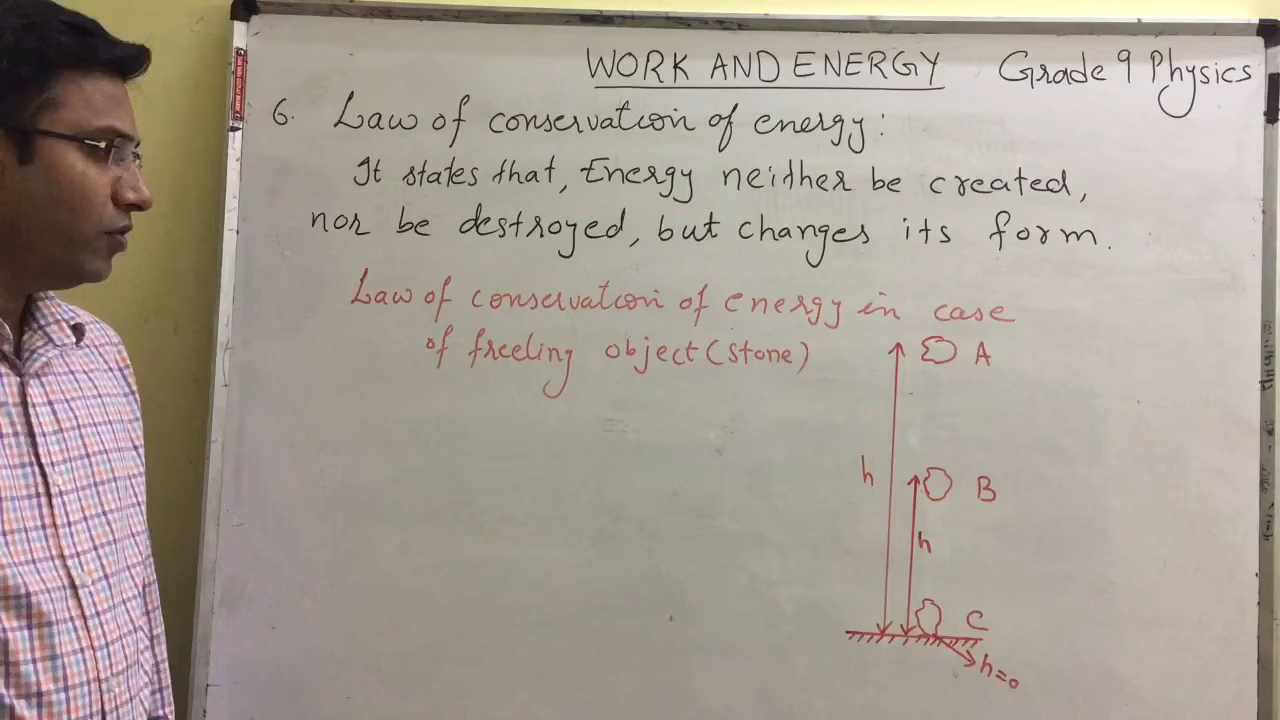 WORK AND ENERGY Grade 9 Physics
6. Law of conservation of energy:
It states that, Energy neither be created,
nor be destroyed, but changes its form.
Law of conservation of energy in case
of freeling object (stone)
A
h
B
h
C
h=0